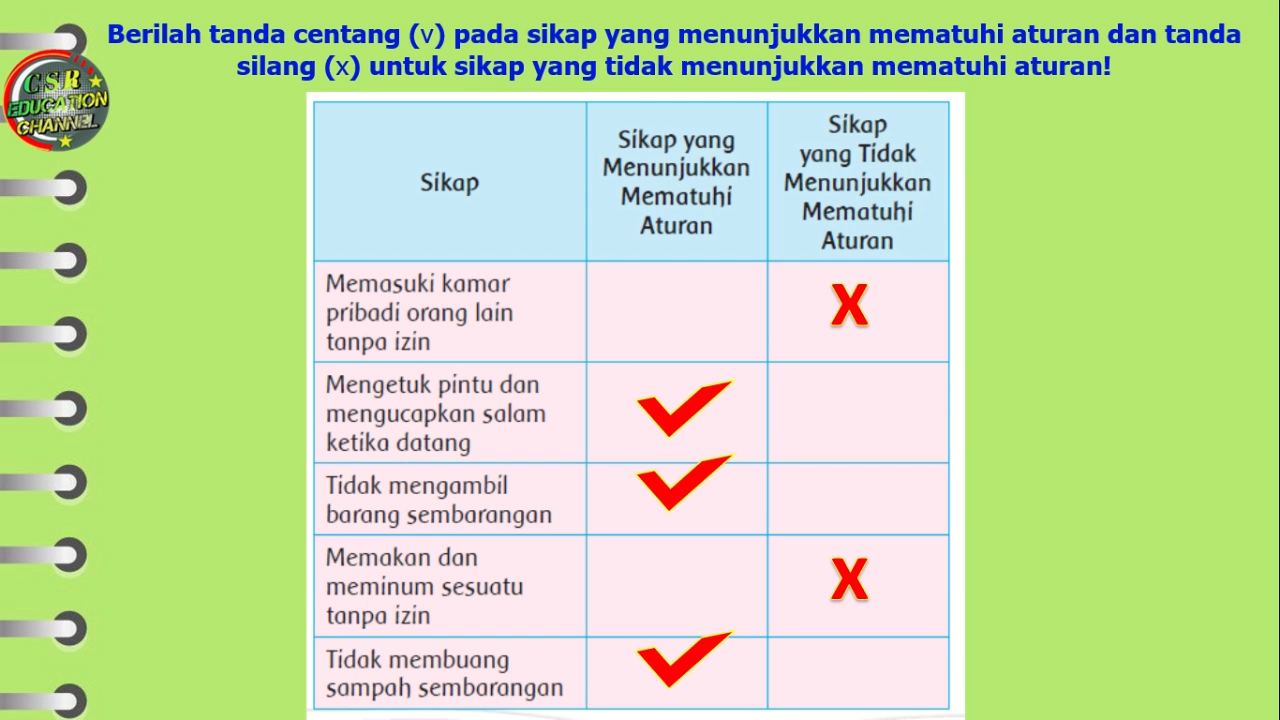 Berilah tanda centang (v) pada sikap yang menunjukkan mematuhi aturan dan tanda
silang (x) untuk sikap yang tidak menunjukkan mematuhi aturan!
GSR
EDUCATION
CHANNEL
Sikap
Sikap yang
Menunjukkan
Mematuhi
Aturan
Sikap
yang Tidak
Menunjukkan
Mematuhi
Aturan
Memasuki kamar
pribadi orang lain
tanpa izin
X
Mengetuk pintu dan
mengucapkan salam
ketika datang
Tidak mengambil
barang sembarangan
Memakan dan
meminum sesuatu
tanpa izin
X
Tidak membuang
sampah sembarangan